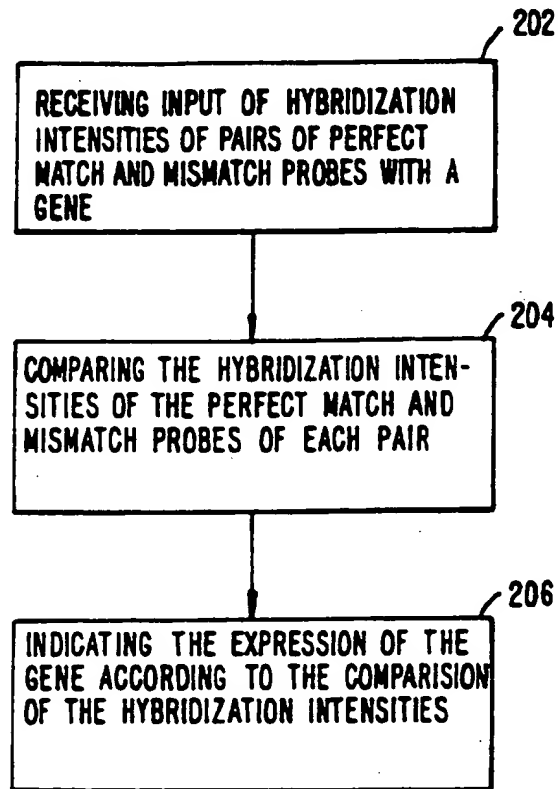 202
RECEIVING INPUT OF HYBRIDIZATION
INTENSITIES OF PAIRS OF PERFECT
MATCH AND MISMATCH PROBES WITH A
GENE
204
COMPARING THE HYBRIDIZATION INTEN-
SITIES OF THE PERFECT MATCH AND
MISMATCH PROBES OF EACH PAIR
206
INDICATING THE EXPRESSION OF THE
GENE ACCORDING TO THE COMPARISION
OF THE HYBRIDIZATION INTENSITIES